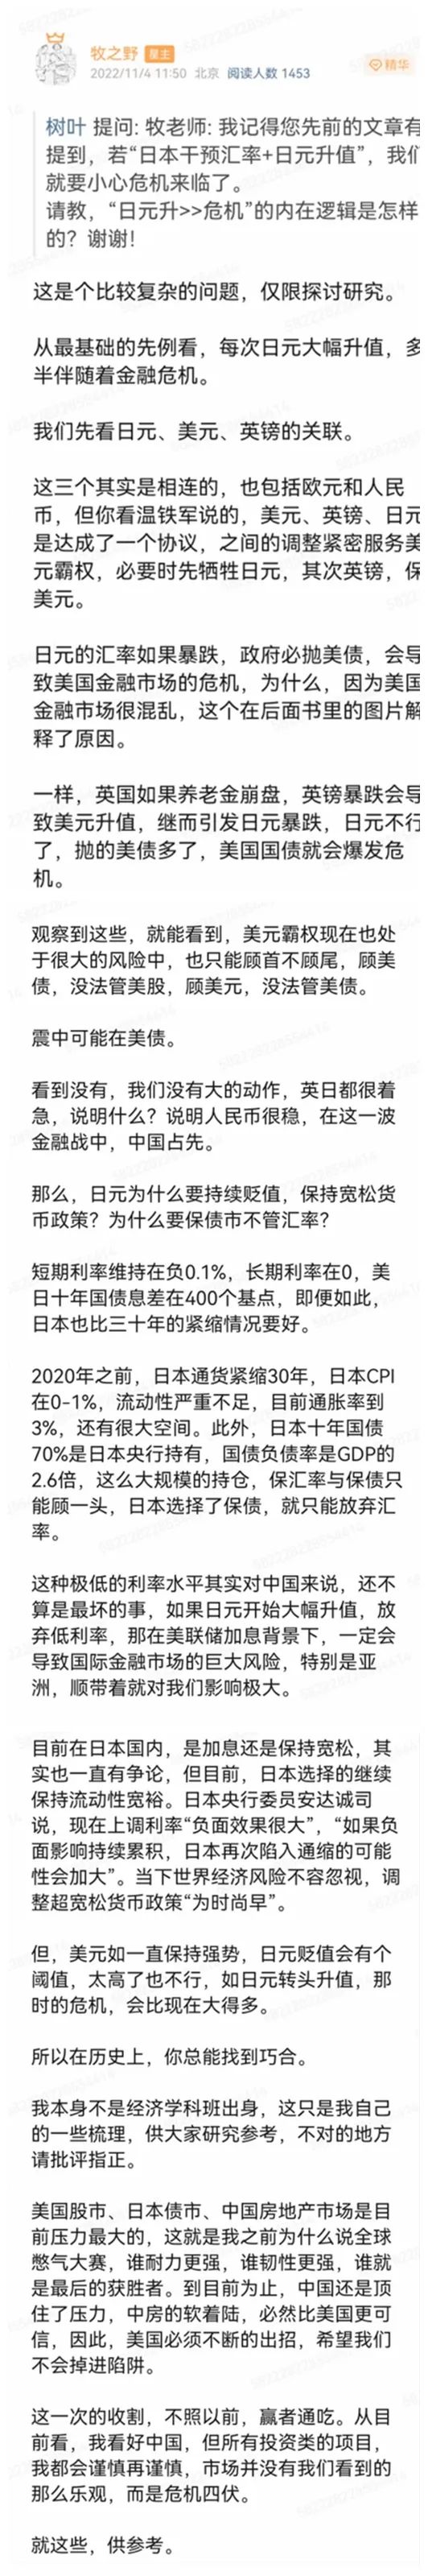 牧之野 星主
2022/11/4 11:50 北京 阅读人数 1453
精华
树叶 提问: 牧老师: 我记得您先前的文章有
提到，若“日本干预汇率+日元升值”，我们
就要小心危机来临了。
请教，“日元升>>危机”的内在逻辑是怎样
的？谢谢！
这是个比较复杂的问题，仅限探讨研究。
从最基础的先例看，每次日元大幅升值，多
半伴随着金融危机。
我们先看日元、美元、英镑的关联。
这三个其实是相连的，也包括欧元和人民
币，但你看温铁军说的，美元、英镑、日元
是达成了一个协议，之间的调整紧密服务美
元霸权，必要时先牺牲日元，其次英镑，保
美元。
日元的汇率如果暴跌，政府必抛美债，会导
致美国金融市场的危机，为什么，因为美国
金融市场很混乱，这个在后面书里的图片解
释了原因。
一样，英国如果养老金崩盘，英镑暴跌会导
致美元升值，继而引发日元暴跌，日元不行
了，抛的美债多了，美国国债就会爆发危
机。
观察到这些，就能看到，美元霸权现在也处
于很大的风险中，也只能顾首不顾尾，顾美
债，没法管美股，顾美元，没法管美债。
震中可能在美债。
看到没有，我们没有大的动作，英日都很着
急，说明什么？说明人民币很稳，在这一波
金融战中，中国占先。
那么，日元为什么要持续贬值，保持宽松货
币政策？为什么要保债市不管汇率？
短期利率维持在负0.1%，长期利率在0，美
日十年国债息差在400个基点，即便如此，
日本也比三十年的紧缩情况要好。
2020年之前，日本通货紧缩30年，日本CPI
在0-1%，流动性严重不足，目前通胀率到
3%，还有很大空间。此外，日本十年国债
70%是日本央行持有，国债负债率是GDP的
2.6倍，这么大规模的持仓，保汇率与保债只
能顾一头，日本选择了保债，就只能放弃汇
率。
这种极低的利率水平其实对中国来说，还不
算是最坏的事，如果日元开始大幅升值，放
弃低利率，那在美联储加息背景下，一定会
导致国际金融市场的巨大风险，特别是亚
洲，顺带着就对我们影响极大。
目前在日本国内，是加息还是保持宽松，其
实也一直有争论，但目前，日本选择的继续
保持流动性宽裕。日本央行委员安达诚司
说，现在上调利率“负面效果很大”，“如果负
面影响持续累积，日本再次陷入通缩的可能
性会加大”。当下世界经济风险不容忽视，调
整超宽松货币政策“为时尚早”。
但，美元如一直保持强势，日元贬值会有个
阈值，太高了也不行，如日元转头升值，那
时的危机，会比现在大得多。
所以在历史上，你总能找到巧合。
我本身不是经济学科班出身，这只是我自己
的一些梳理，供大家研究参考，不对的地方
请批评指正。
美国股市、日本债市、中国房地产市场是目
前压力最大的，这就是我之前为什么说全球
憋气大赛，谁耐力更强，谁韧性更强，谁就
是最后的获胜者。到目前为止，中国还是顶
住了压力，中房的软着陆，必然比美国更可
信，因此，美国必须不断的出招，希望我们
不会掉进陷阱。
这一次的收割，不照以前，赢者通吃。从目
前看，我看好中国，但所有投资类的项目，
我都会谨慎再谨慎，市场并没有我们看到的
那么乐观，而是危机四伏。
就这些，供参考。